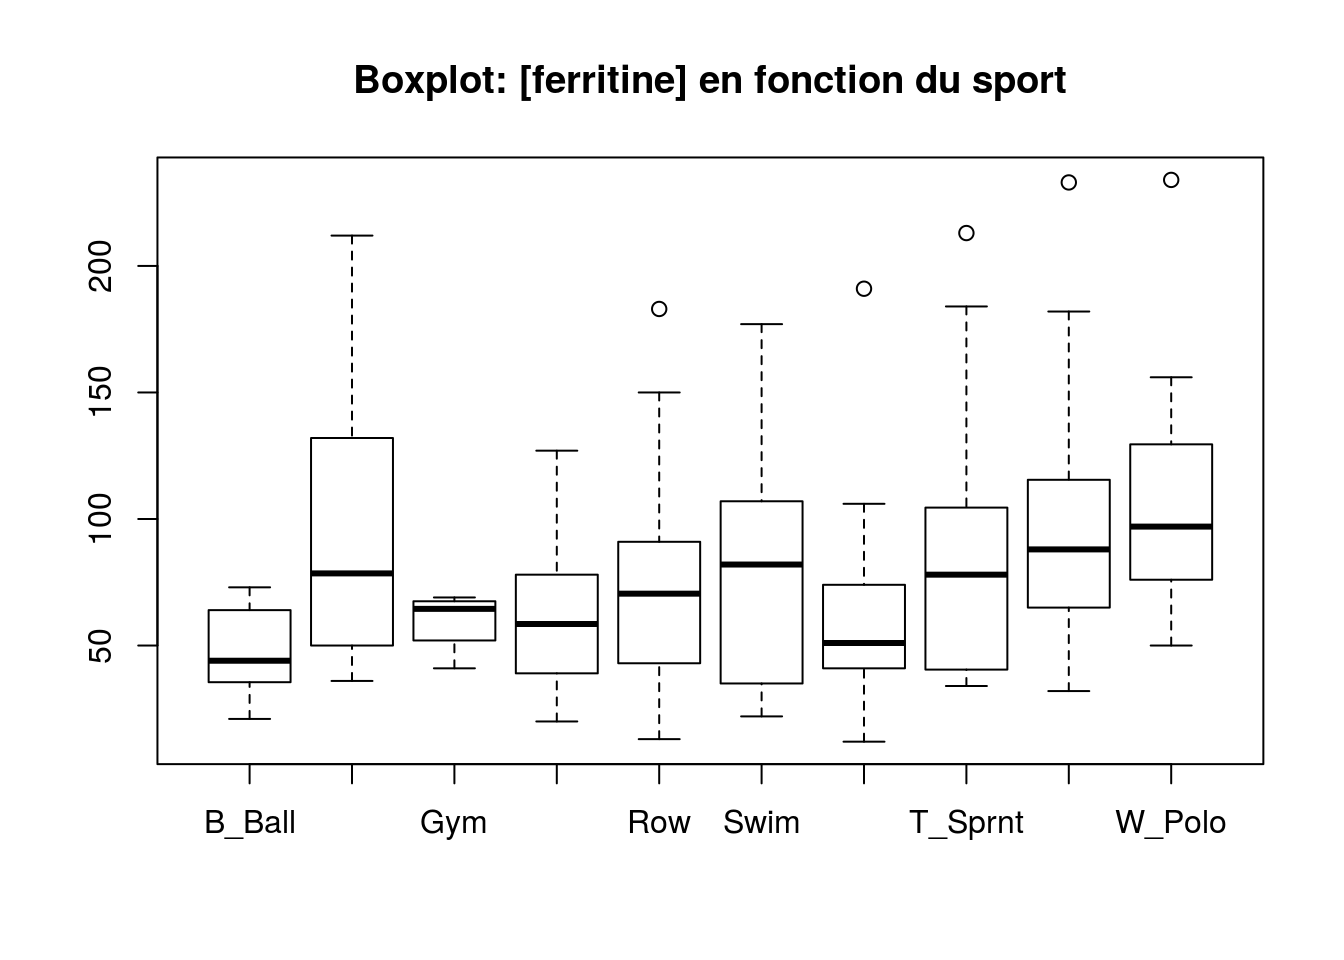 Boxplot: [ferritine] en fonction du sport
200
150
100
50
B_Ball Gym Row Swim T_Sprnt W_Polo